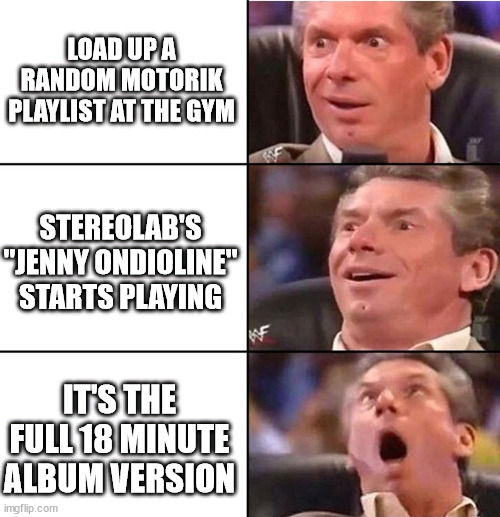 LOAD UP A
RANDOM MOTORIK
PLAYLIST AT THE GYM
STEREOLAB'S
"JENNY ONDIOLINE"
STARTS PLAYING
IT'S THE
FULL 18 MINUTE
ALBUM VERSION
imgflip.com